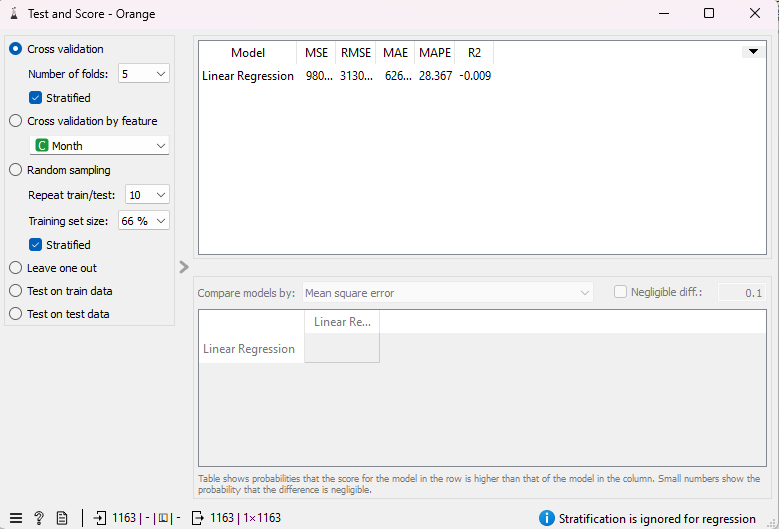 Test and Score - Orange
Cross validation
Number of folds: 5
Stratified
Cross validation by feature
C Month
Random sampling
Repeat train/test: 10
Training set size: 66 %
Stratified
Leave one out
Test on train data
Test on test data
Model MSE RMSE MAE MAPE R2
Linear Regression 980... 3130... 626... 28.367 -0.009
Compare models by: Mean square error Negligible diff.: 0.1
Linear Re...
Linear Regression
Table shows probabilities that the score for the model in the row is higher than that of the model in the column. Small numbers show the
probability that the difference is negligible.
1163 | - | - 1163 | 1×1163 Stratification is ignored for regression